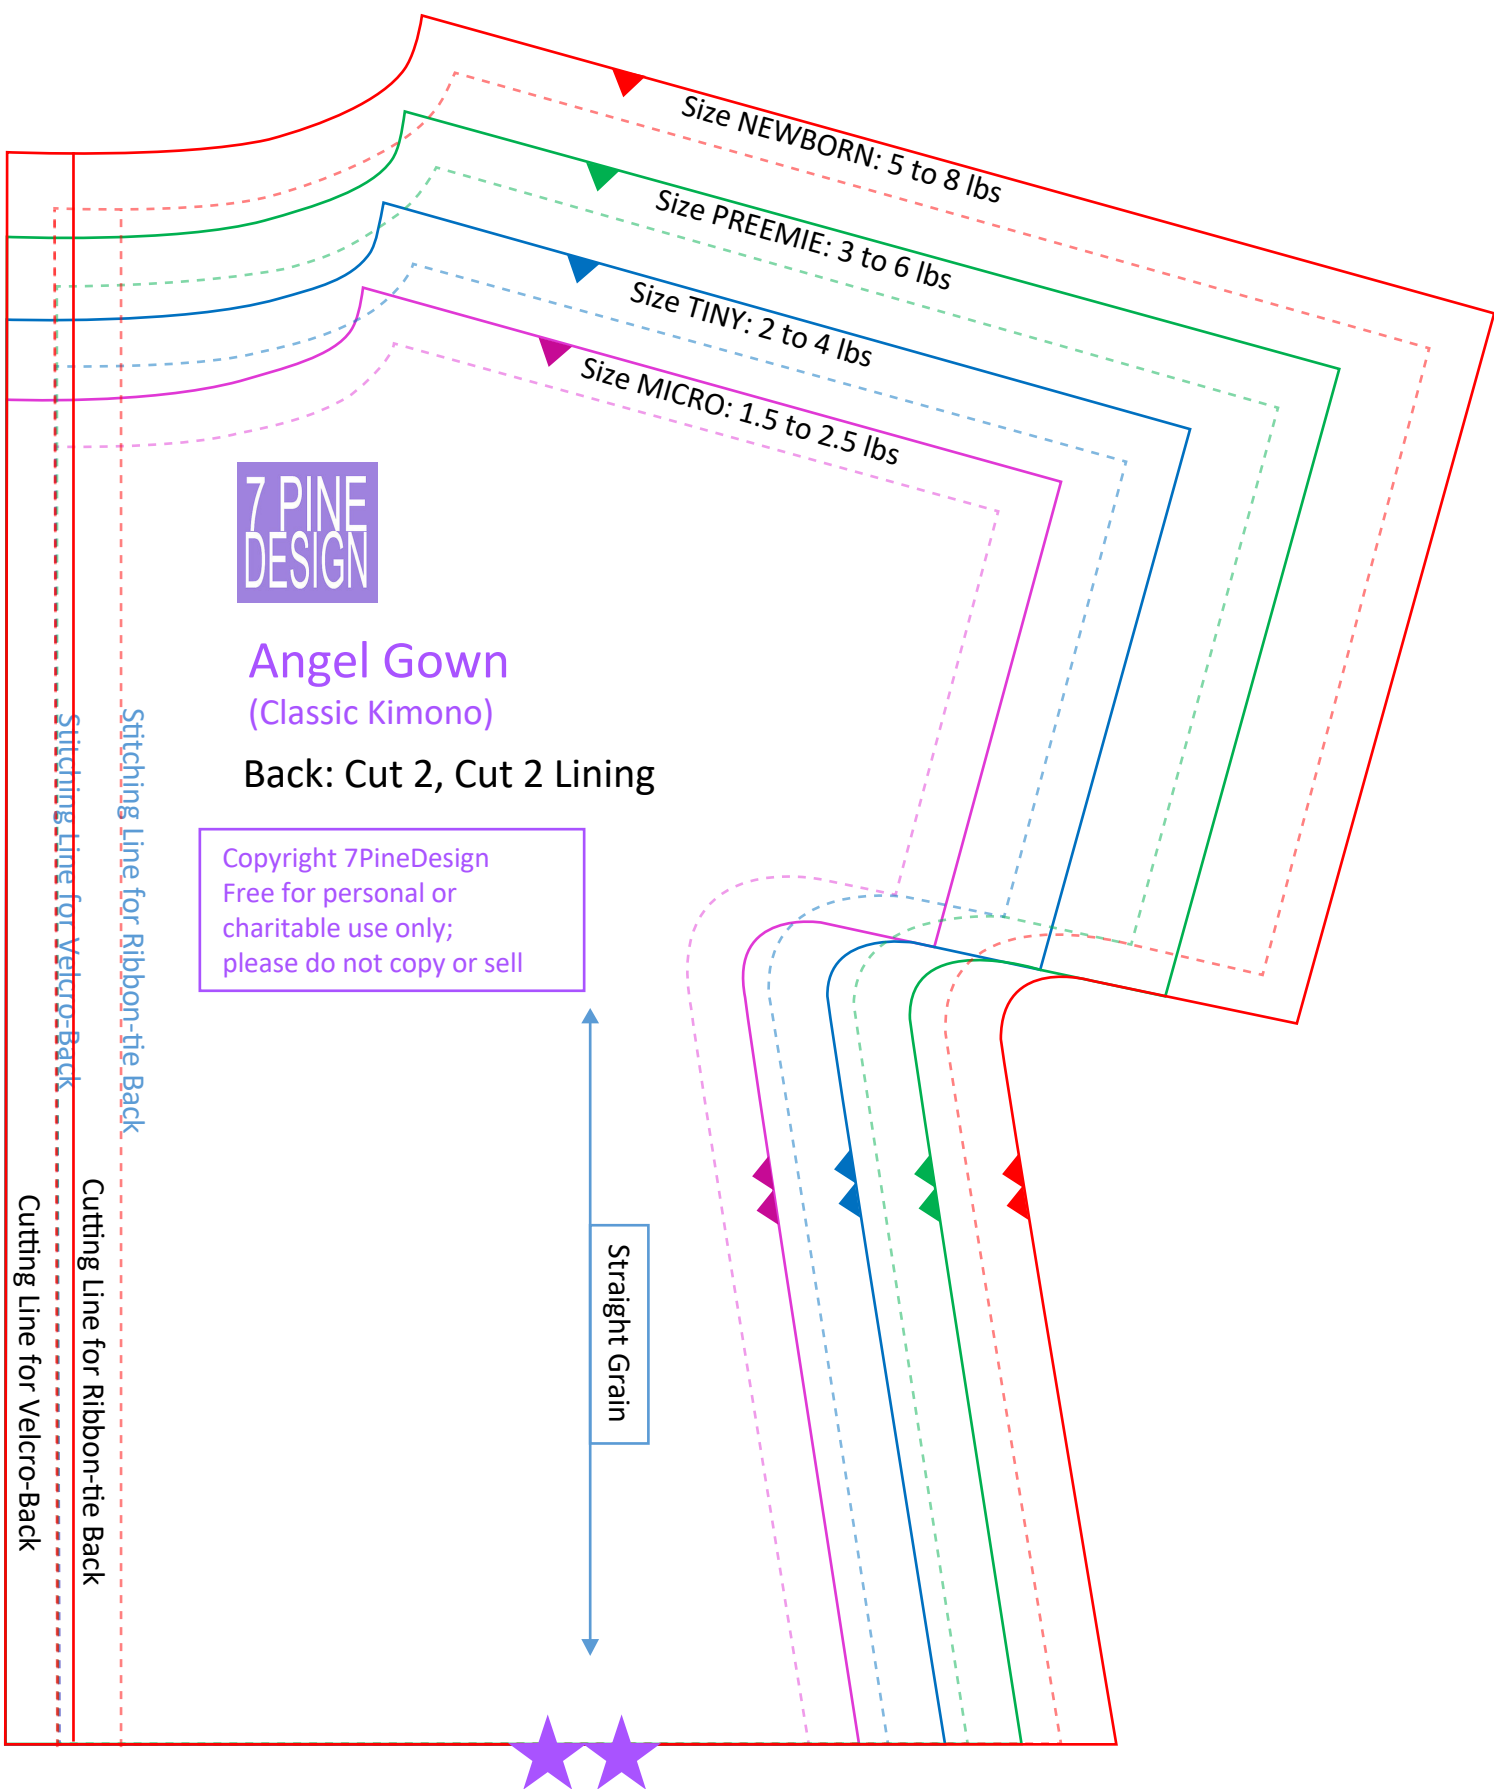 Size NEWBORN: 5 to 8 lbs
Size PREEMIE: 3 to 6 lbs
Size TINY: 2 to 4 lbs
Size MICRO: 1.5 to 2.5 lbs
7 PINE
DESIGN
Angel Gown
(Classic Kimono)
Back: Cut 2, Cut 2 Lining
Copyright 7PineDesign
Free for personal or
charitable use only;
please do not copy or sell
Stitching Line for Velcro-Back
Stitching Line for Ribbon-tie Back
Cutting Line for Velcro-Back
Cutting Line for Ribbon-tie Back
Straight Grain